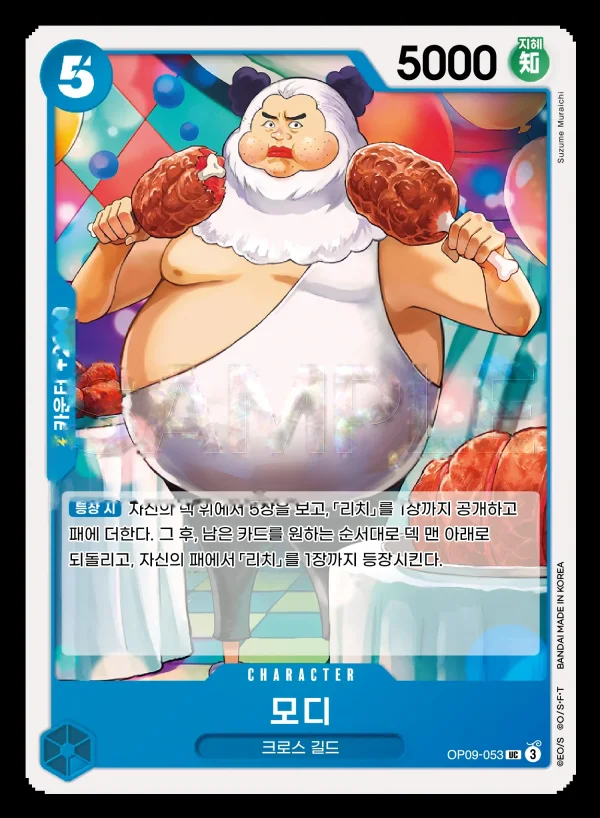 5
5000
지혜
知
Suzume Muraichi
카운터
SAMPLE
등장 시 자신의 덱 위에서 5장을 보고, 「리치」를 1장까지 공개하고
패에 더한다. 그 후, 남은 카드를 원하는 순서대로 덱 맨 아래로
되돌리고, 자신의 패에서 「리치」를 1장까지 등장시킨다.
CHARACTER
모디
크로스 길드
OP09-053 UC 3
©EO/S ©O/S·F·T BANDAI MADE IN KOREA